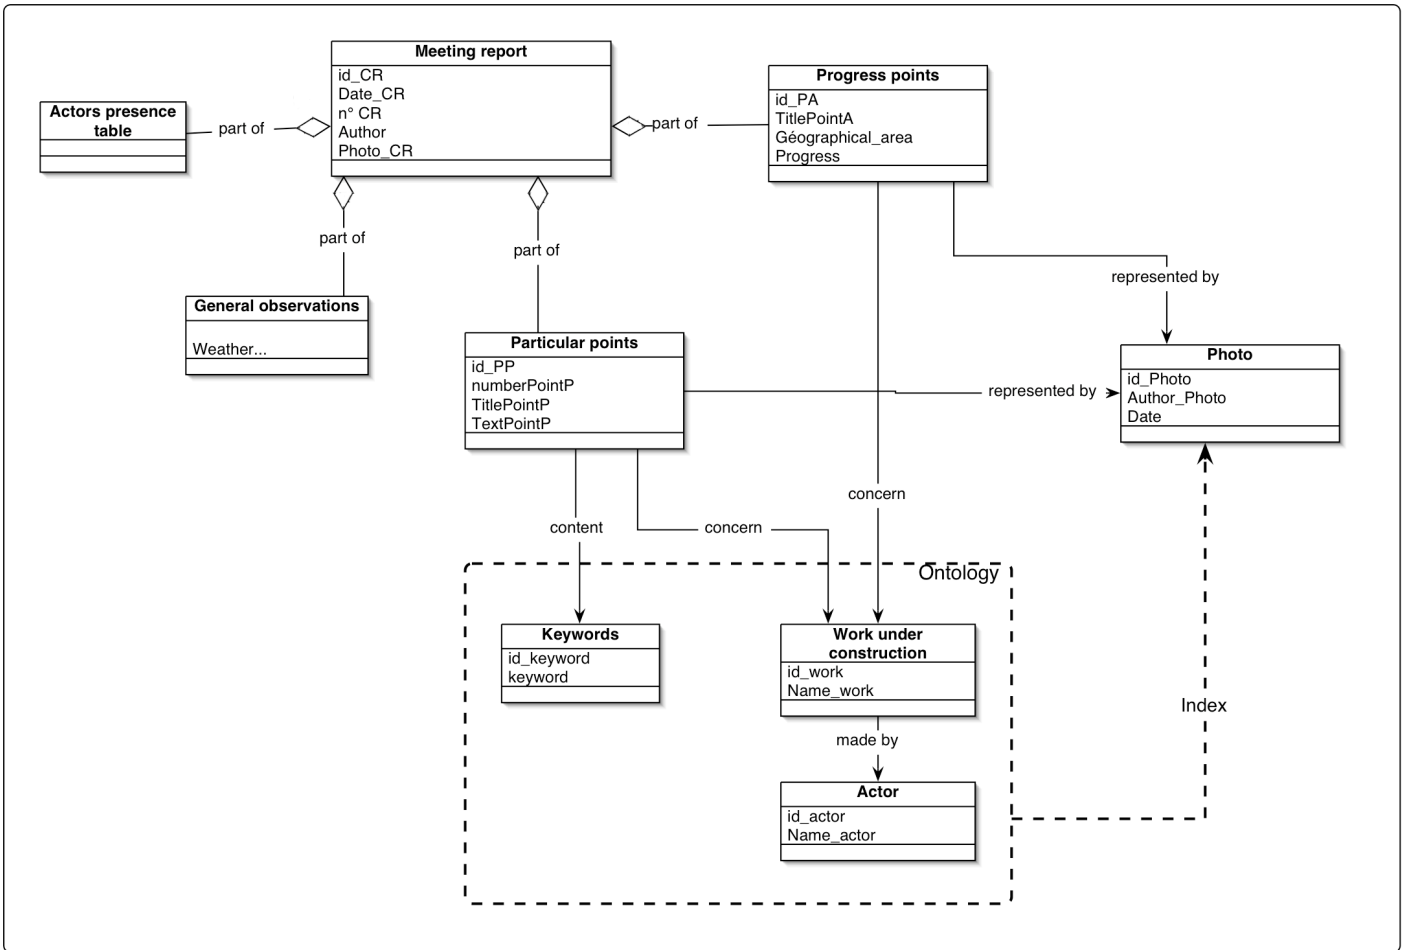 Meeting report
id_CR
Date_CR
n° CR
Author
Photo_CR
Progress points
id_PA
TitlePointA
Géographical_area
Progress
Actors presence
table
part of
part of
part of
part of
General observations
Weather...
represented by
Particular points
id_PP
numberPointP
TitlePointP
TextPointP
represented by
Photo
id_Photo
Author_Photo
Date
content
concern
concern
Ontology
Keywords
id_keyword
keyword
Work under
construction
id_work
Name_work
Index
made by
Actor
id_actor
Name_actor